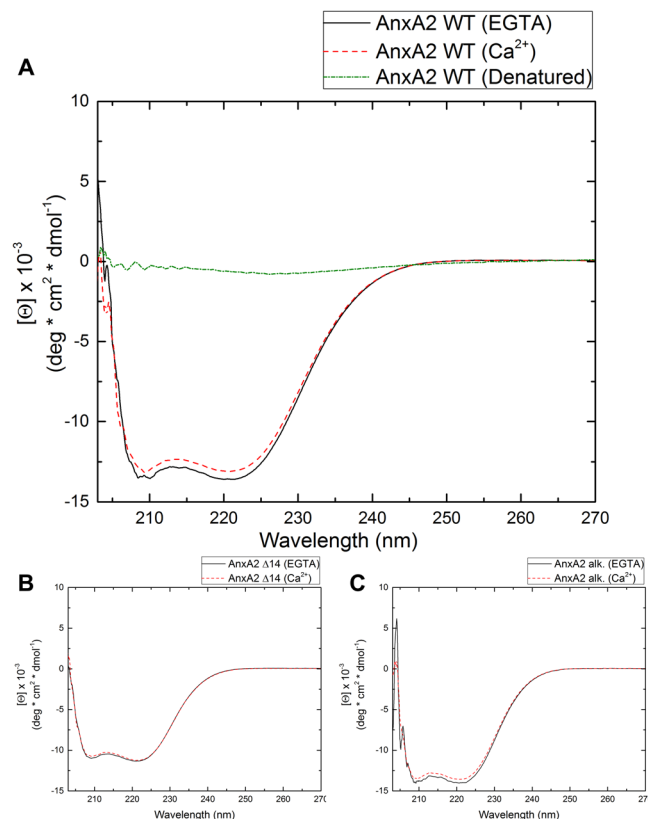 AnxA2 WT (EGTA)
AnxA2 WT (Ca²⁺)
AnxA2 WT (Denatured)
A
10
5
0
-5
-10
-15
[Θ] x 10⁻³
(deg * cm² * dmol⁻¹)
210 220 230 240 250 260 270
Wavelength (nm)
B
AnxA2 Δ14 (EGTA)
AnxA2 Δ14 (Ca²⁺)
10
5
0
-5
-10
-15
[Θ] x 10⁻³
(deg * cm² * dmol⁻¹)
210 220 230 240 250 260 270
Wavelength (nm)
C
AnxA2 alk. (EGTA)
AnxA2 alk. (Ca²⁺)
10
5
0
-5
-10
-15
[Θ] x 10⁻³
(deg * cm² * dmol⁻¹)
210 220 230 240 250 260 270
Wavelength (nm)